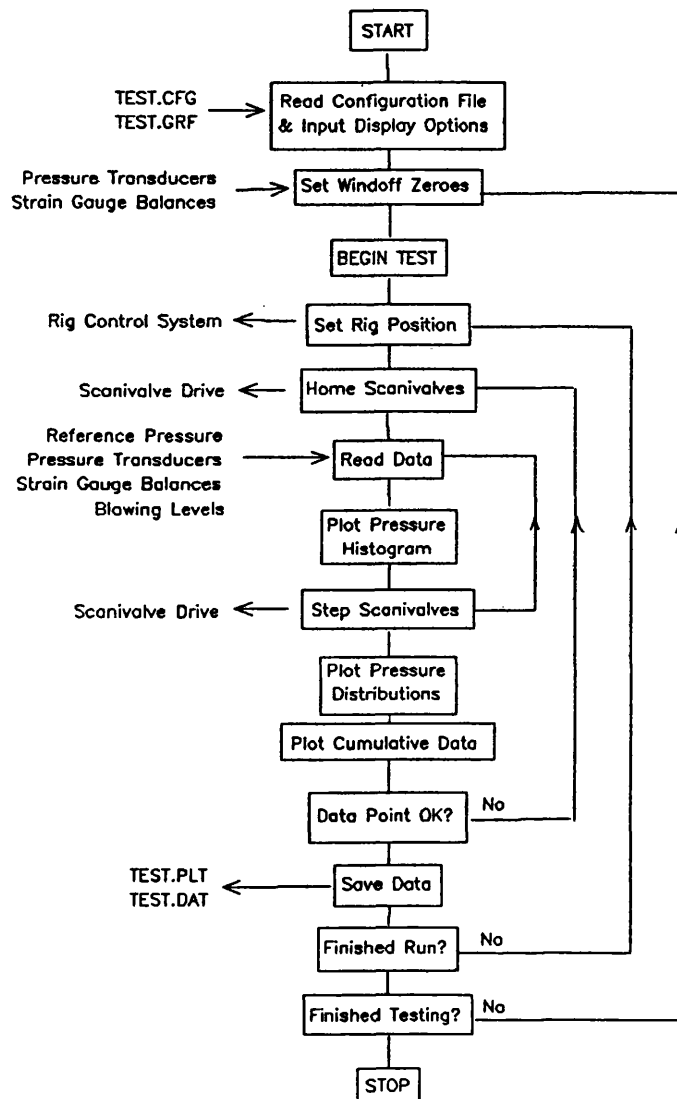 START
TEST.CFG
TEST.GRF
Read Configuration File
& Input Display Options
Pressure Transducers
Strain Gauge Balances
Set Windoff Zeroes
BEGIN TEST
Rig Control System
Set Rig Position
Scanivalve Drive
Home Scanivalves
Reference Pressure
Pressure Transducers
Strain Gauge Balances
Blowing Levels
Read Data
Plot Pressure
Histogram
Scanivalve Drive
Step Scanivalves
Plot Pressure
Distributions
Plot Cumulative Data
Data Point OK?
No
TEST.PLT
TEST.DAT
Save Data
Finished Run?
No
Finished Testing?
No
STOP